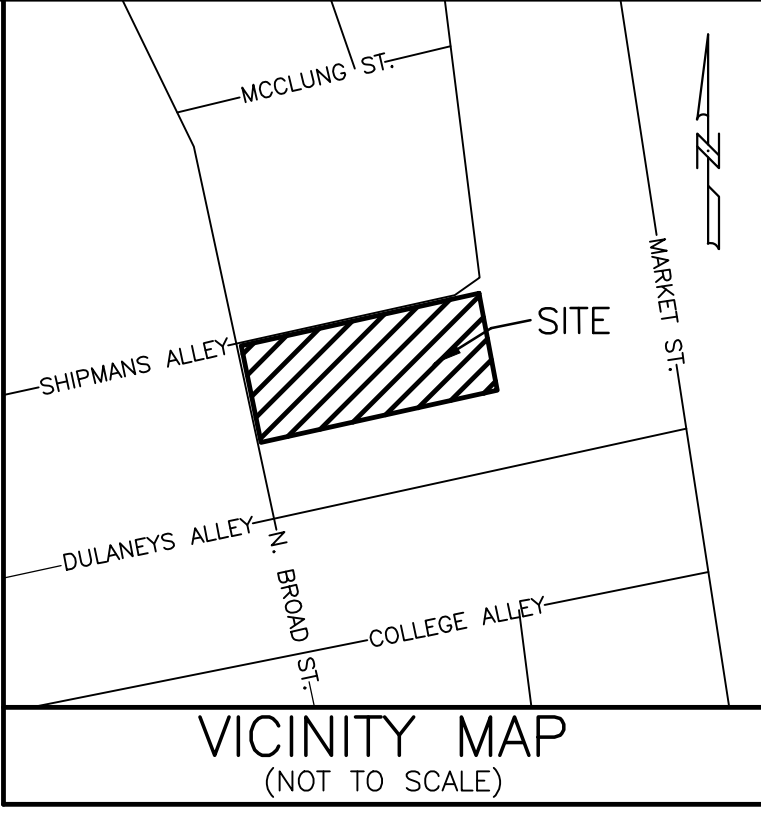 MCCLUNG ST.
N
MARKET ST.
SITE
SHIPMANS ALLEY
DULANEYS ALLEY
N. BROAD ST.
COLLEGE ALLEY
VICINITY MAP
(NOT TO SCALE)